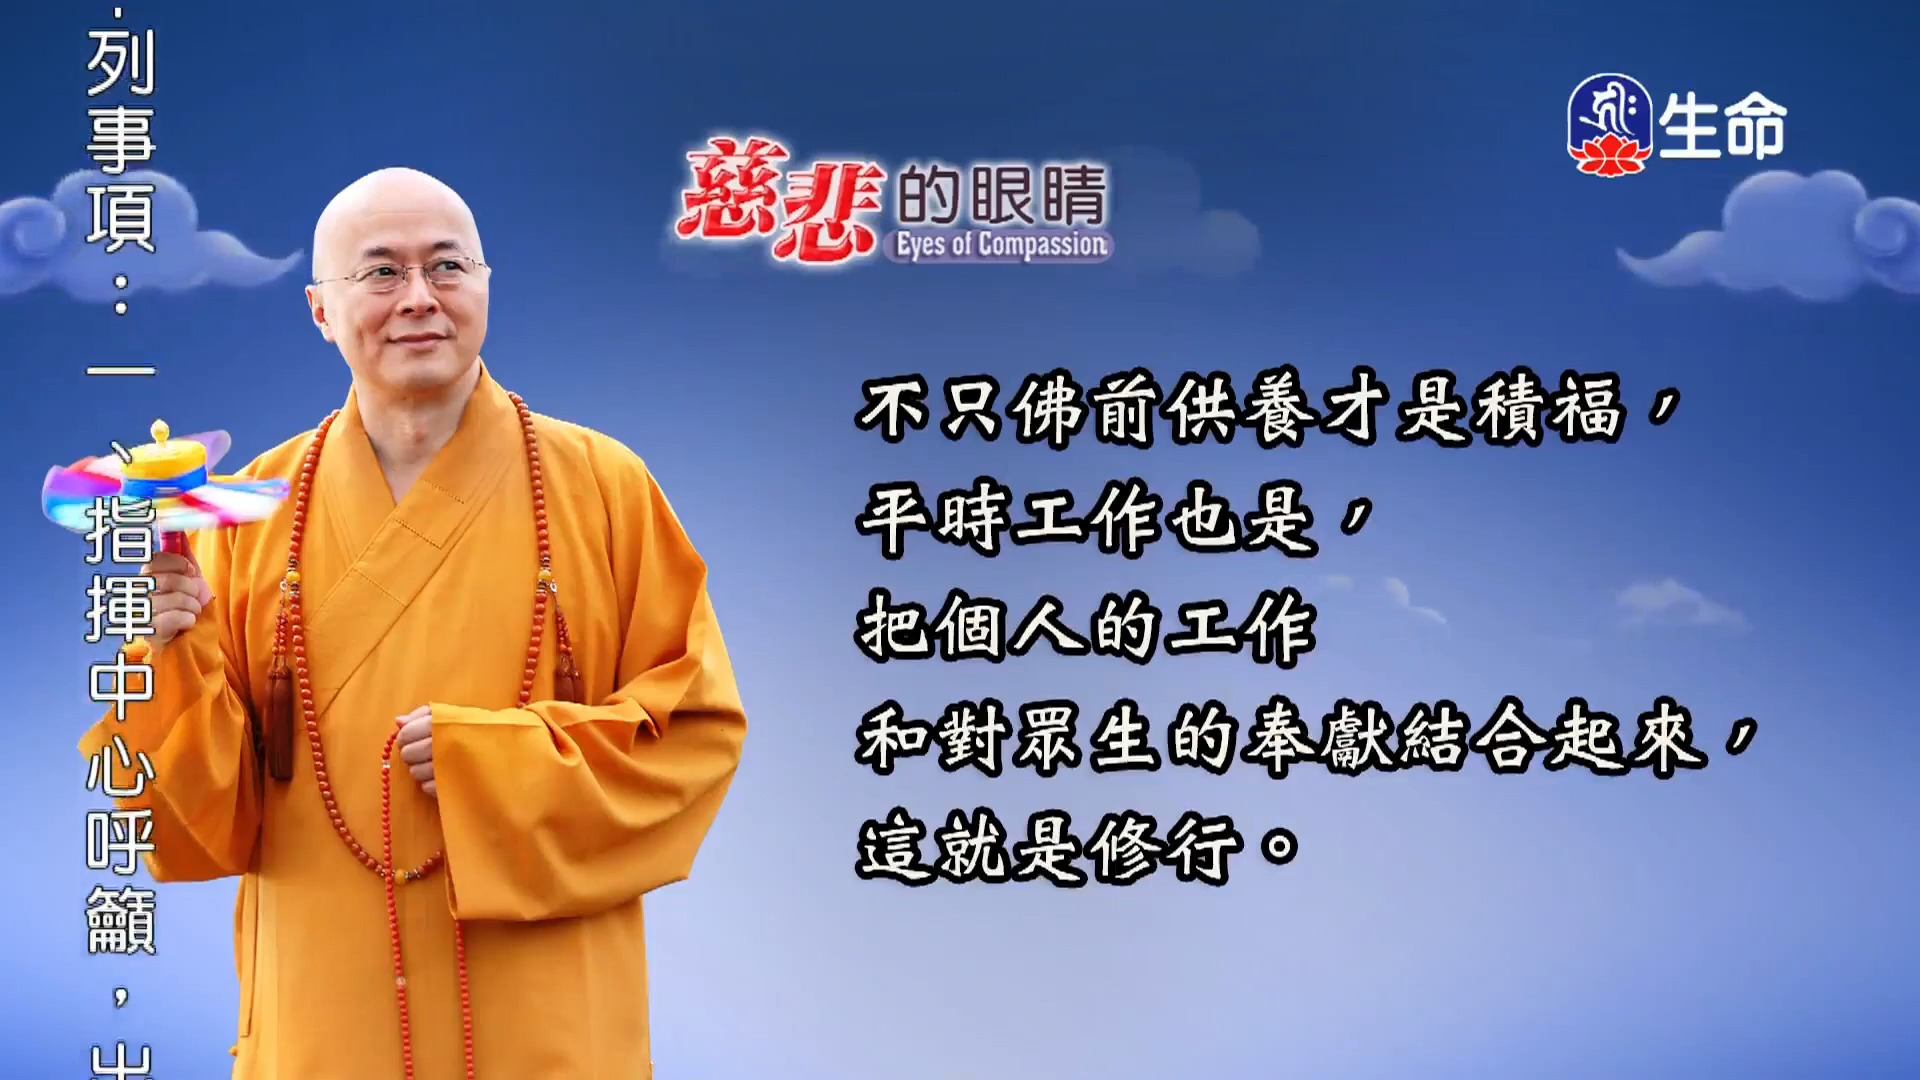 列事項：一、指揮中心呼籲，出
生命
慈悲的眼睛
Eyes of Compassion
不只佛前供養才是積福，
平時工作也是，
把個人的工作
和對眾生的奉獻結合起來，
這就是修行。